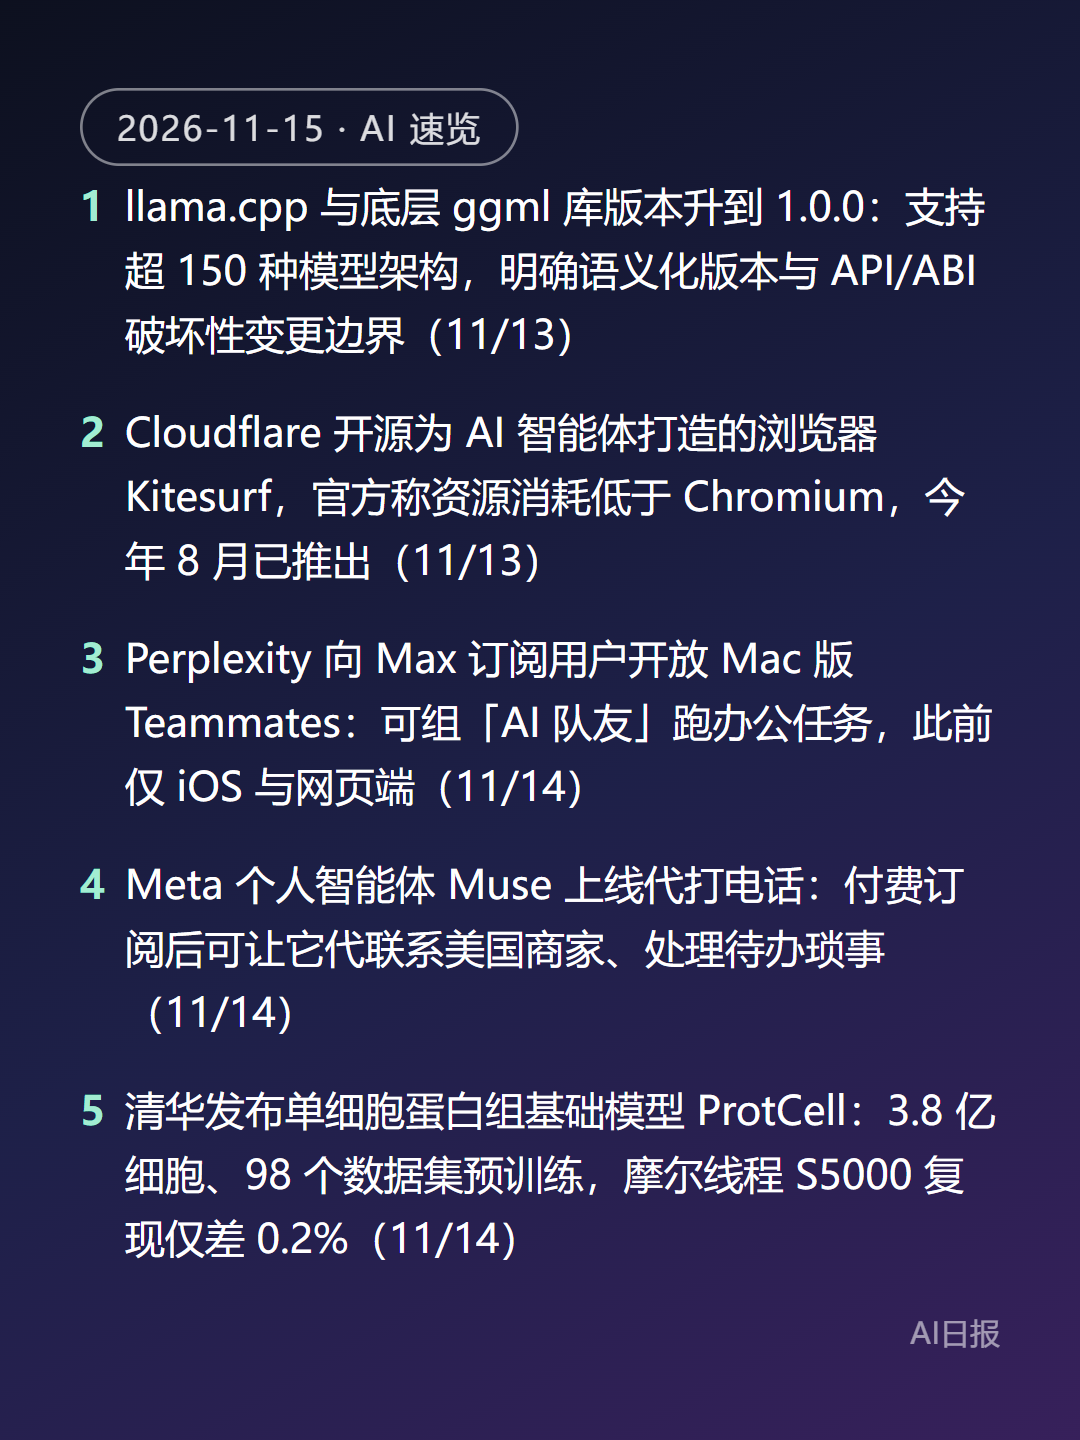 2026-11-15 · AI 速览
1 llama.cpp 与底层 ggml 库版本升到 1.0.0：支持
超 150 种模型架构，明确语义化版本与 API/ABI
破坏性变更边界（11/13）
2 Cloudflare 开源为 AI 智能体打造的浏览器
Kitesurf，官方称资源消耗低于 Chromium，今
年 8 月已推出（11/13）
3 Perplexity 向 Max 订阅用户开放 Mac 版
Teammates：可组「AI 队友」跑办公任务，此前
仅 iOS 与网页端（11/14）
4 Meta 个人智能体 Muse 上线代打电话：付费订
阅后可让它代联系美国商家、处理待办琐事
（11/14）
5 清华发布单细胞蛋白组基础模型 ProtCell：3.8 亿
细胞、98 个数据集预训练，摩尔线程 S5000 复
现仅差 0.2%（11/14）
AI日报